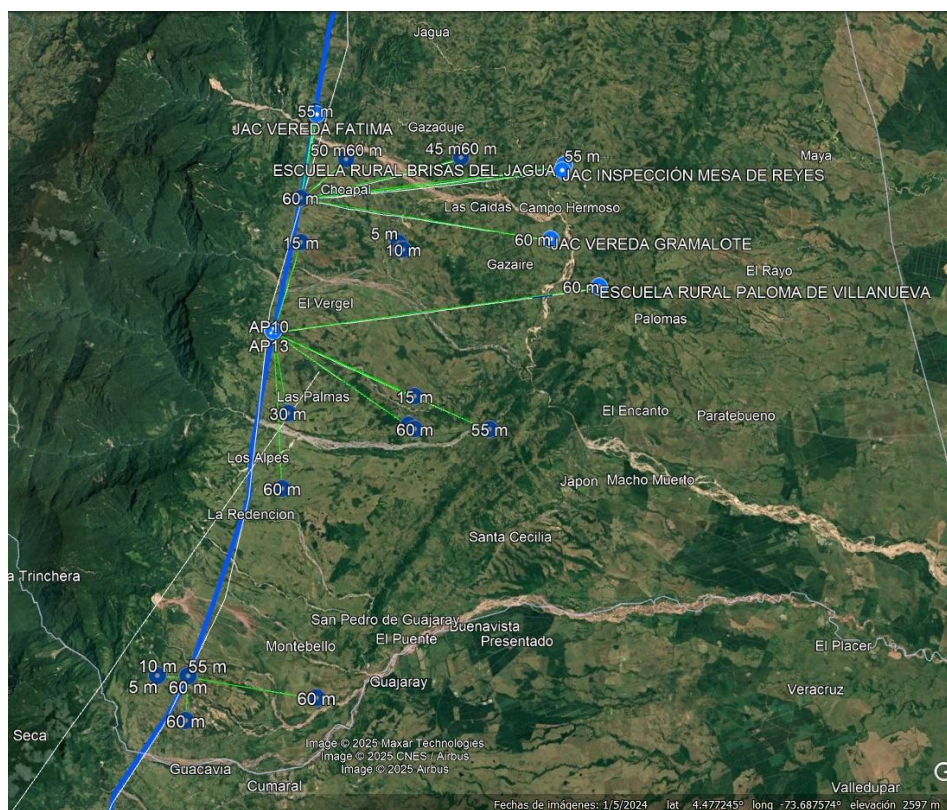 Jagua
55 m
JAC VEREDA FATIMA
Gazaduje
50 m60 m
45 m60 m
55 m
Maya
ESCUELA RURAL BRISAS DEL JAGUA
JAC INSPECCIÓN MESA DE REYES
Choapal
60 m
Las Caidas
Campo Hermoso
15 m
5 m
10 m
60 m
JAC VEREDA GRAMALOTE
Gazaire
El Rayo
60 m
ESCUELA RURAL PALOMA DE VILLANUEVA
El Vergel
Palomas
AP10
AP13
Las Palmas
15 m
30 m
60 m
55 m
El Encanto
Paratebueno
Los Alpes
60 m
Japon
Macho Muerto
La Redencion
Santa Cecilia
a Trinchera
San Pedro de Guajaray
Buenavista
El Puente
Presentado
Montebello
El Placer
10 m
55 m
5 m
60 m
Guajaray
60 m
Veracruz
60 m
Seca
Image © 2025 Maxar Technologies
Image © 2025 CNES / Airbus
Image © 2025 Airbus
Guacavia
Cumaral
G
Valledupar
Fechas de imágenes: 1/5/2024 lat 4.477245° long -73.687574° elevación 2597 m